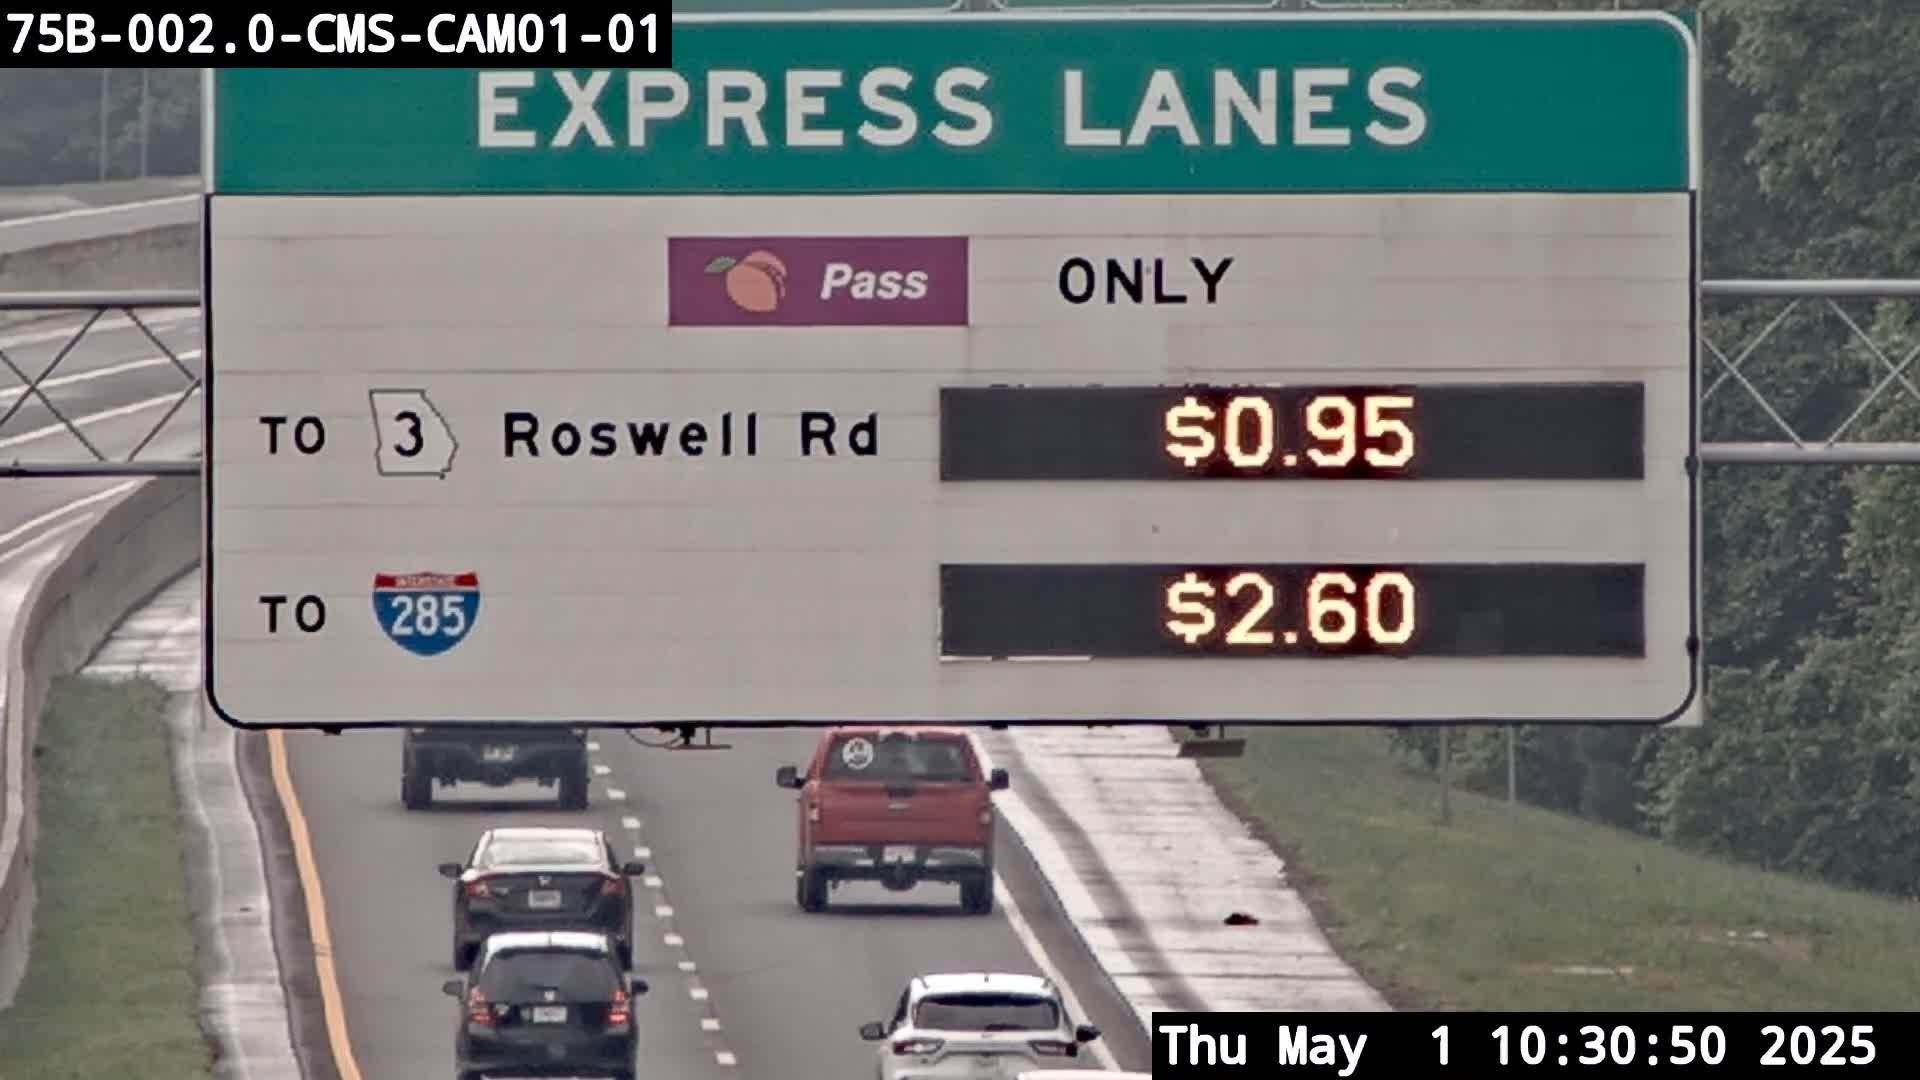 75B-002.0-CMS-CAM01-01
EXPRESS LANES
Pass ONLY
TO 3 Roswell Rd $0.95
INTERSTATE
TO 285 $2.60
Thu May 1 10:30:50 2025